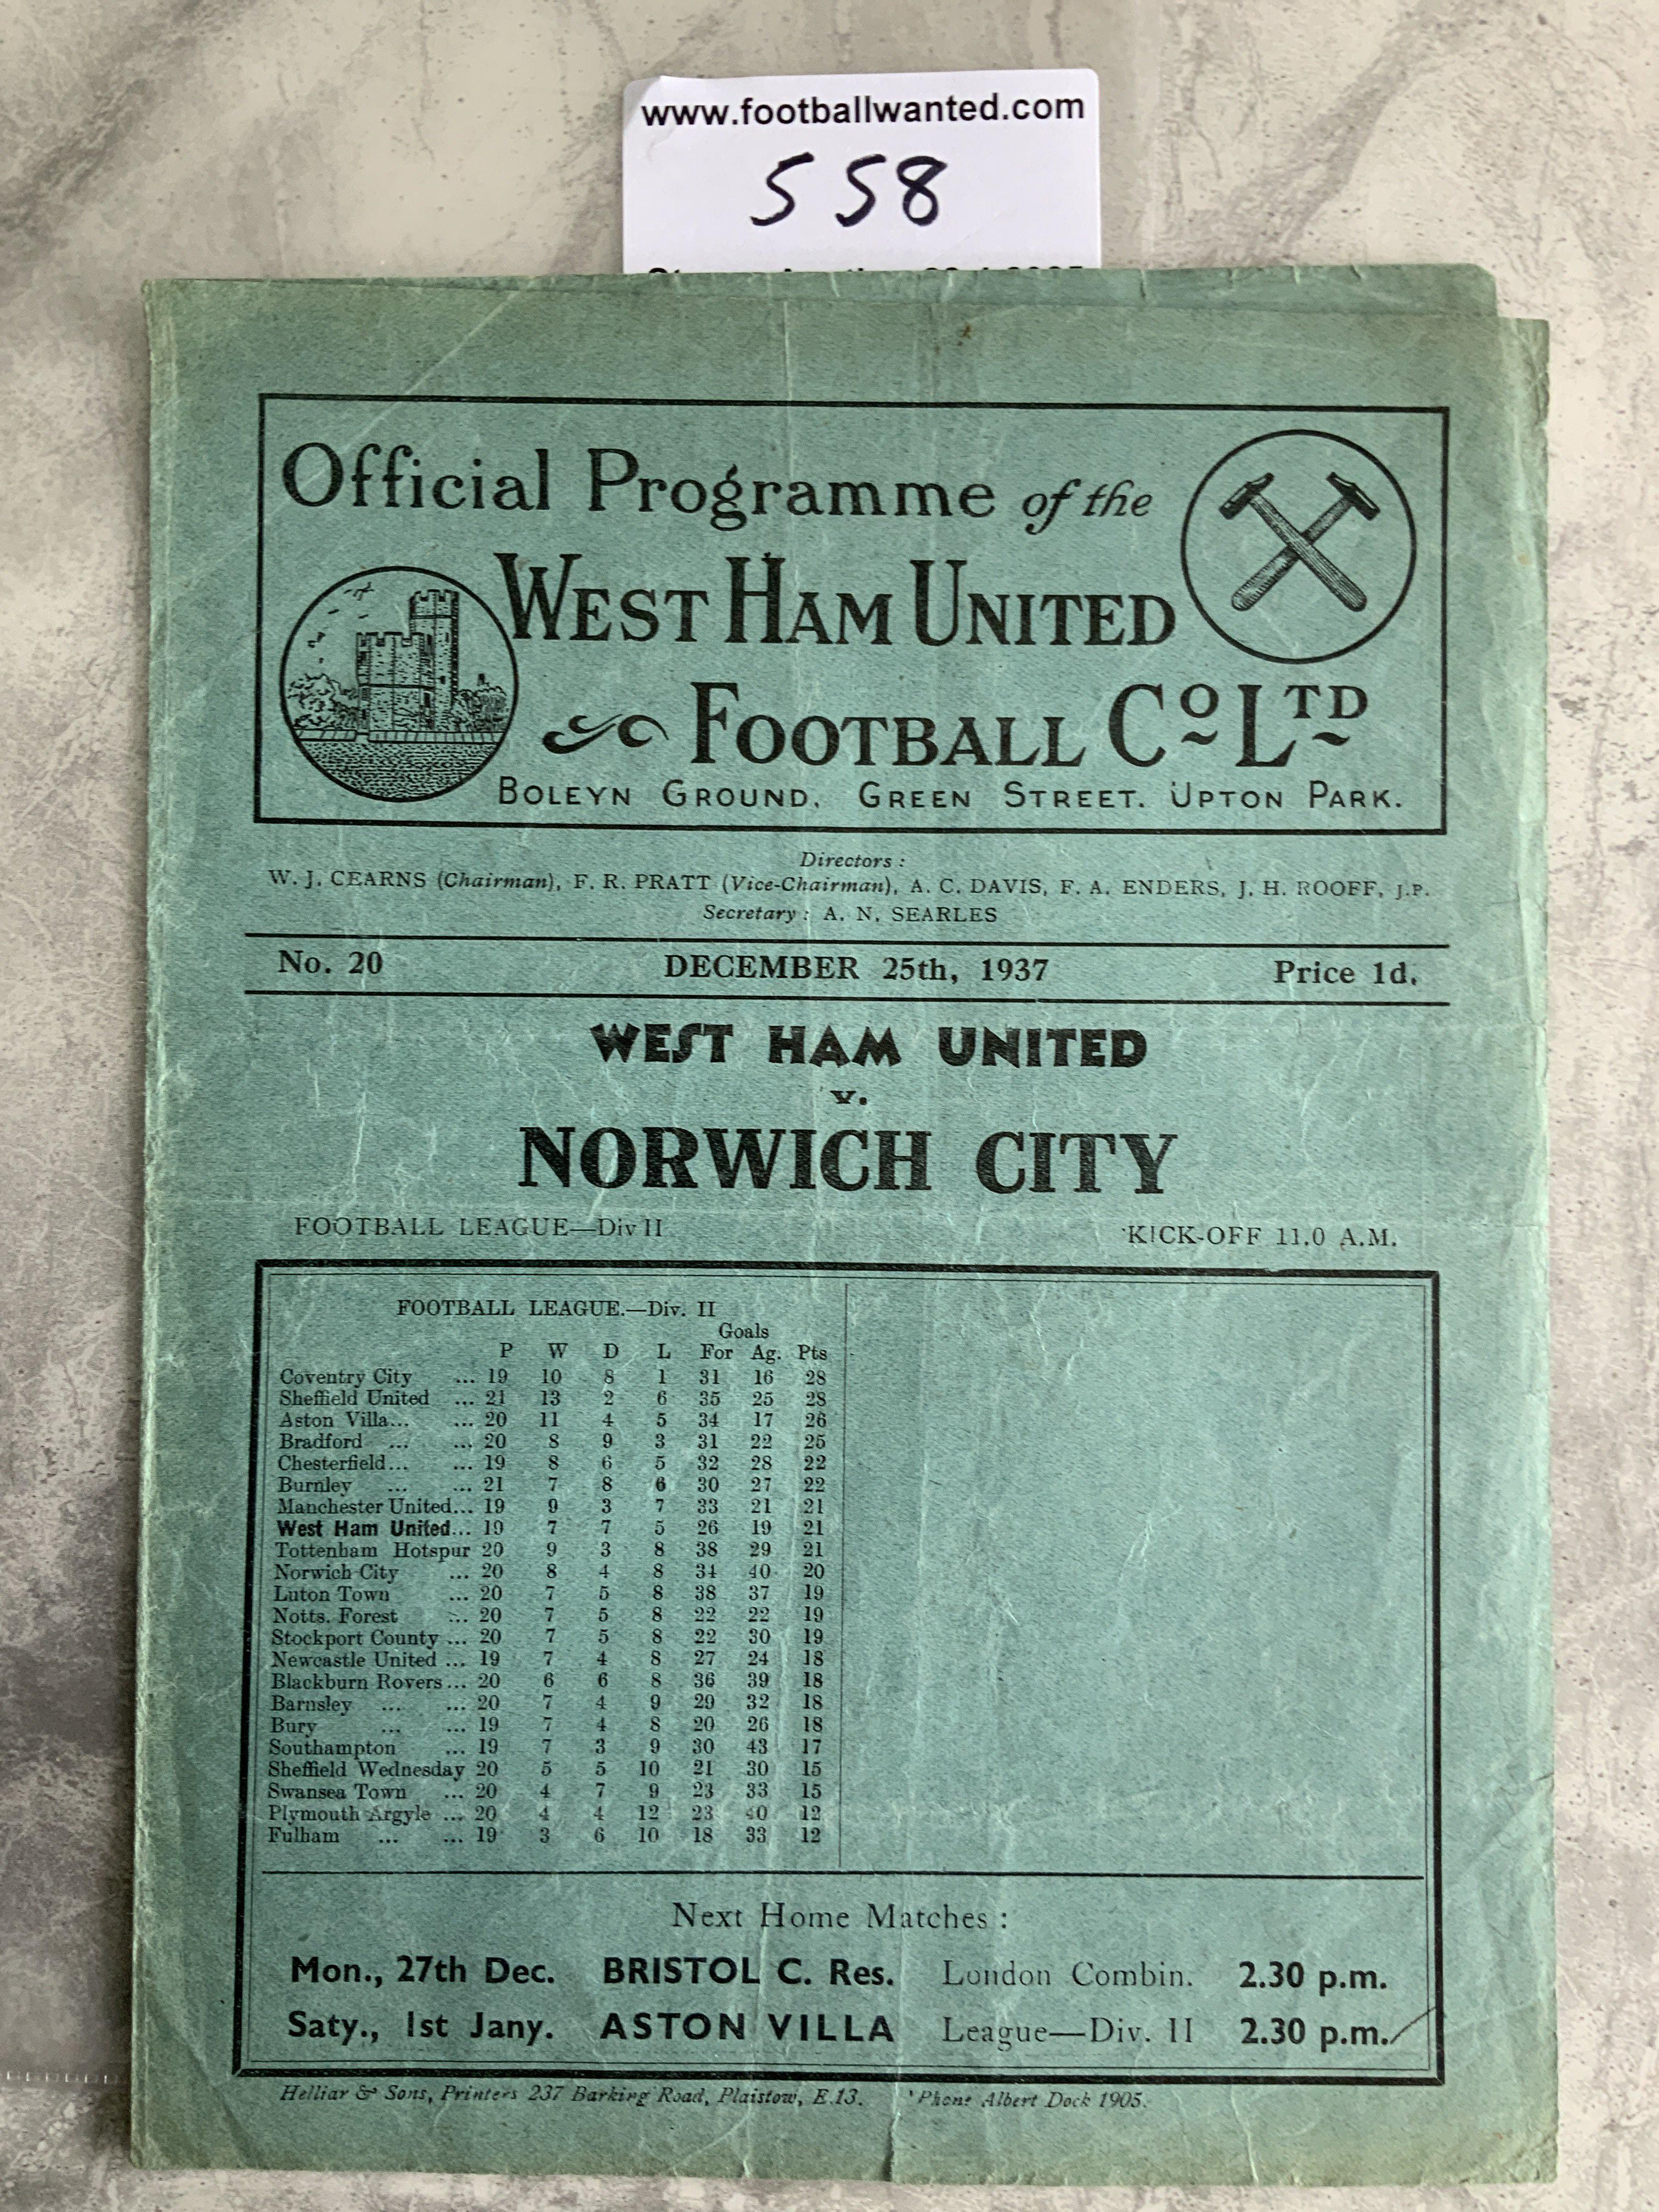 www.footballwanted.com
558
Official Programme of the
WEST HAM UNITED
FOOTBALL CO LTD
BOLEYN GROUND. GREEN STREET. UPTON PARK.
Directors :
W. J. CEARNS (Chairman), F. R. PRATT (Vice-Chairman), A. C. DAVIS, F. A. ENDERS, J. H. ROOFF, J.P.
Secretary : A. N. SEARLES
No. 20 DECEMBER 25th, 1937 Price 1d.
WEST HAM UNITED
v.
NORWICH CITY
FOOTBALL LEAGUE—Div II KICK-OFF 11.0 A.M.
FOOTBALL LEAGUE.—Div. II
Goals
P W D L For Ag. Pts
Coventry City ... 19 10 8 1 31 16 28
Sheffield United ... 21 13 2 6 35 25 28
Aston Villa... ... 20 11 4 5 34 17 26
Bradford ... ... 20 8 9 3 31 22 25
Chesterfield... ... 19 8 6 5 32 28 22
Burnley ... ... 21 7 8 6 30 27 22
Manchester United... 19 9 3 7 33 21 21
West Ham United... 19 7 7 5 26 19 21
Tottenham Hotspur 20 9 3 8 38 29 21
Norwich City ... 20 8 4 8 34 40 20
Luton Town ... 20 7 5 8 38 37 19
Notts. Forest ... 20 7 5 8 22 22 19
Stockport County ... 20 7 5 8 22 30 19
Newcastle United ... 19 7 4 8 27 24 18
Blackburn Rovers... 20 6 6 8 36 39 18
Barnsley ... ... 20 7 4 9 29 32 18
Bury ... ... 19 7 4 8 20 26 18
Southampton ... 19 7 3 9 30 43 17
Sheffield Wednesday 20 5 5 10 21 30 15
Swansea Town ... 20 4 7 9 23 33 15
Plymouth Argyle ... 20 4 4 12 23 40 12
Fulham ... ... 19 3 6 10 18 33 12
Next Home Matches :
Mon., 27th Dec. BRISTOL C. Res. London Combin. 2.30 p.m.
Saty., 1st Jany. ASTON VILLA League—Div. II 2.30 p.m.
Helliar & Sons, Printers 237 Barking Road, Plaistow, E.13. 'Phone Albert Dock 1905.